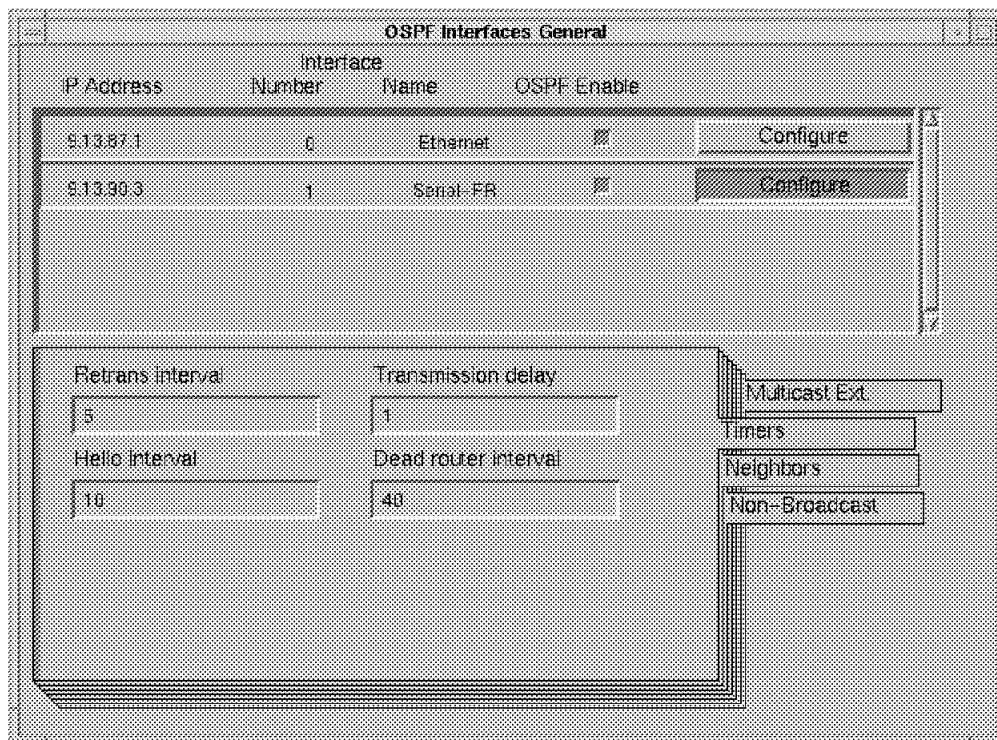 OSPF Interfaces General
Interface
IP Address Number Name OSPF Enable
9.13.87.1 0 Ethernet Configure
9.13.90.3 1 Serial-FR Configure
Retrans interval Transmission delay
5 1
Hello interval Dead router interval
10 40
Multicast Ext.
Timers
Neighbors
Non-Broadcast